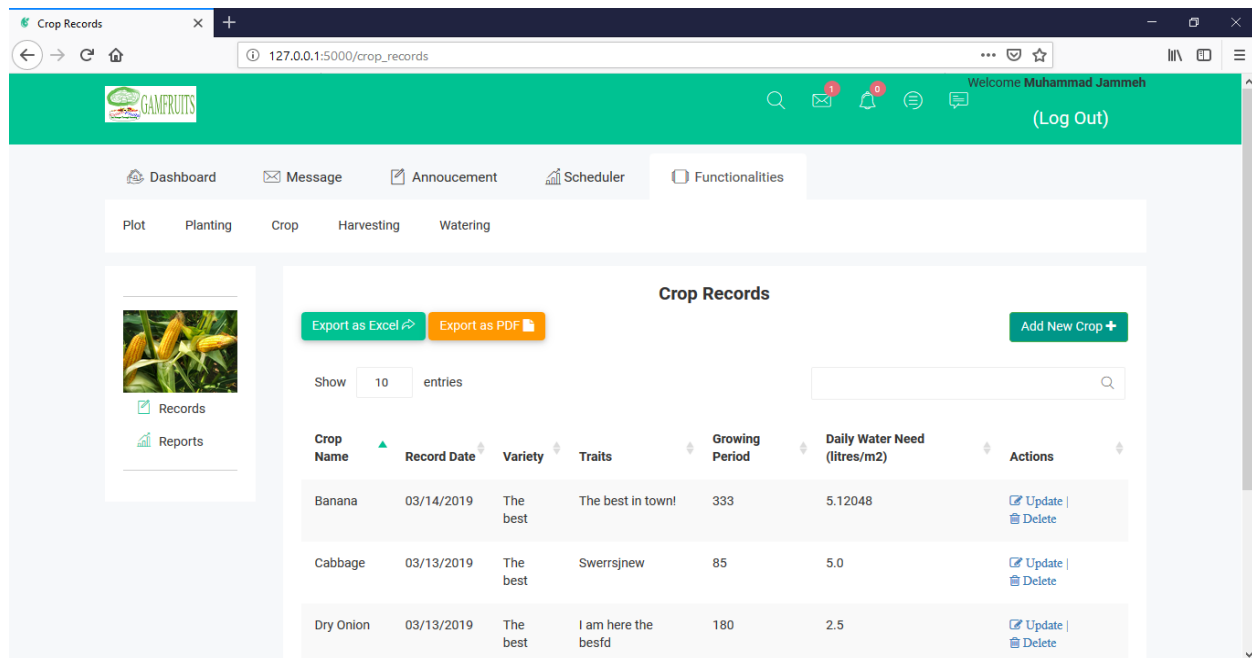 Crop Records
127.0.0.1:5000/crop_records
GAMFRUITS
1
0
Welcome Muhammad Jammeh
(Log Out)
Dashboard
Message
Annoucement
Scheduler
Functionalities
Plot
Planting
Crop
Harvesting
Watering
Records
Reports
Crop Records
Export as Excel
Export as PDF
Add New Crop
Show 10 entries
Crop Name Record Date Variety Traits Growing Period Daily Water Need (litres/m2) Actions
Banana 03/14/2019 The best The best in town! 333 5.12048 Update | Delete
Cabbage 03/13/2019 The best Swerrsjnew 85 5.0 Update | Delete
Dry Onion 03/13/2019 The best I am here the besfd 180 2.5 Update | Delete